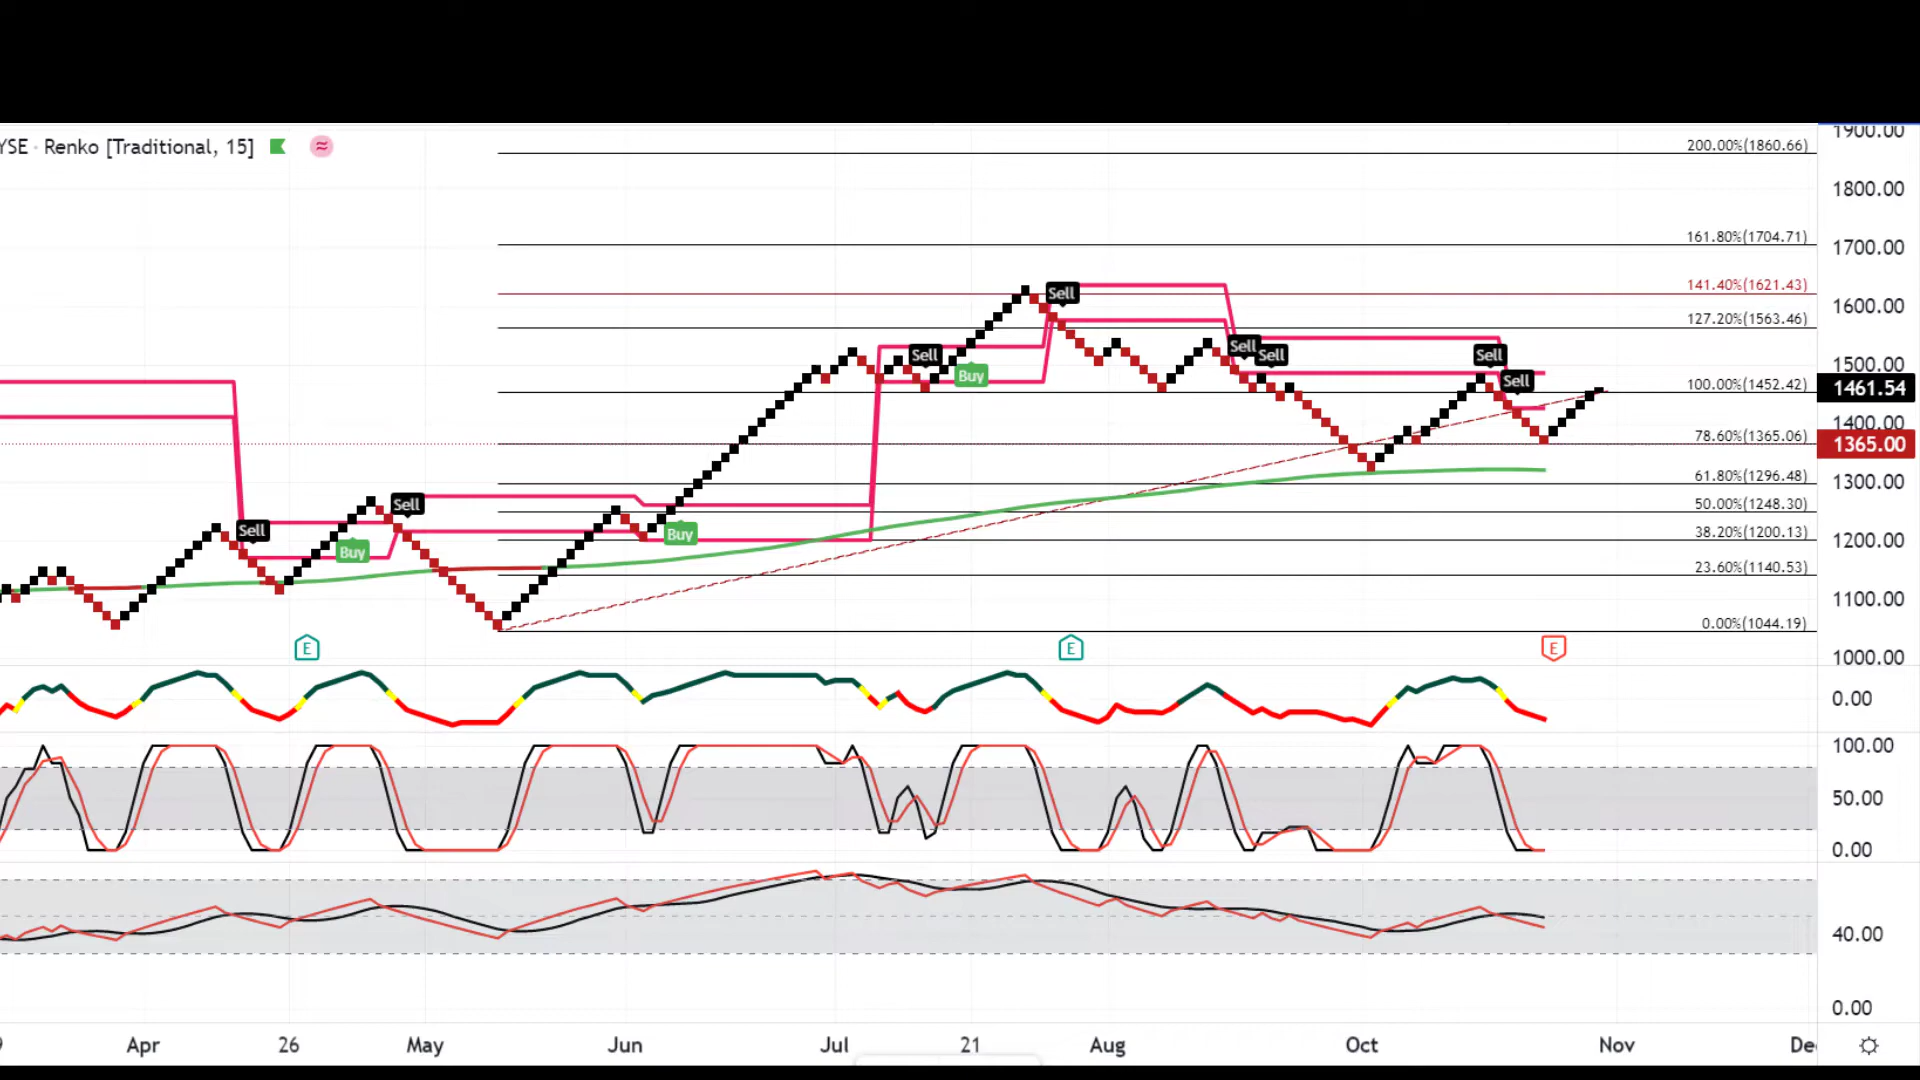 YSE · Renko [Traditional, 15] ≈
1900.00
200.00%(1860.66)
1800.00
161.80%(1704.71)
1700.00
141.40%(1621.43)
Sell
1600.00
127.20%(1563.46)
Sell
Sell
Sell
Sell
1500.00
Buy
Sell
100.00%(1452.42)
1461.54
1400.00
78.60%(1365.06)
1365.00
61.80%(1296.48)
1300.00
Sell
50.00%(1248.30)
Sell
Buy
38.20%(1200.13)
1200.00
Buy
23.60%(1140.53)
1100.00
0.00%(1044.19)
E
E
E
1000.00
0.00
100.00
50.00
0.00
40.00
0.00
9 Apr 26 May Jun Jul 21 Aug Oct Nov De